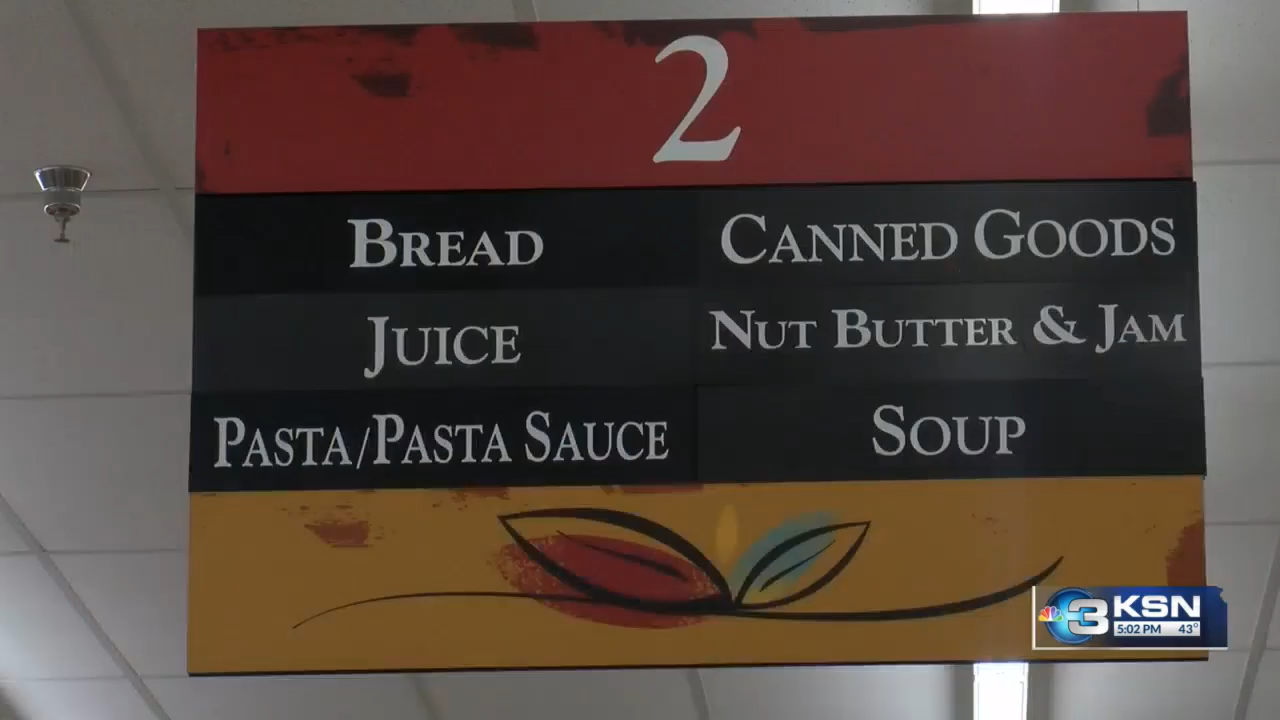 2
BREAD
CANNED GOODS
JUICE
NUT BUTTER & JAM
PASTA/PASTA SAUCE
SOUP
3 KSN
5:02 PM 43°